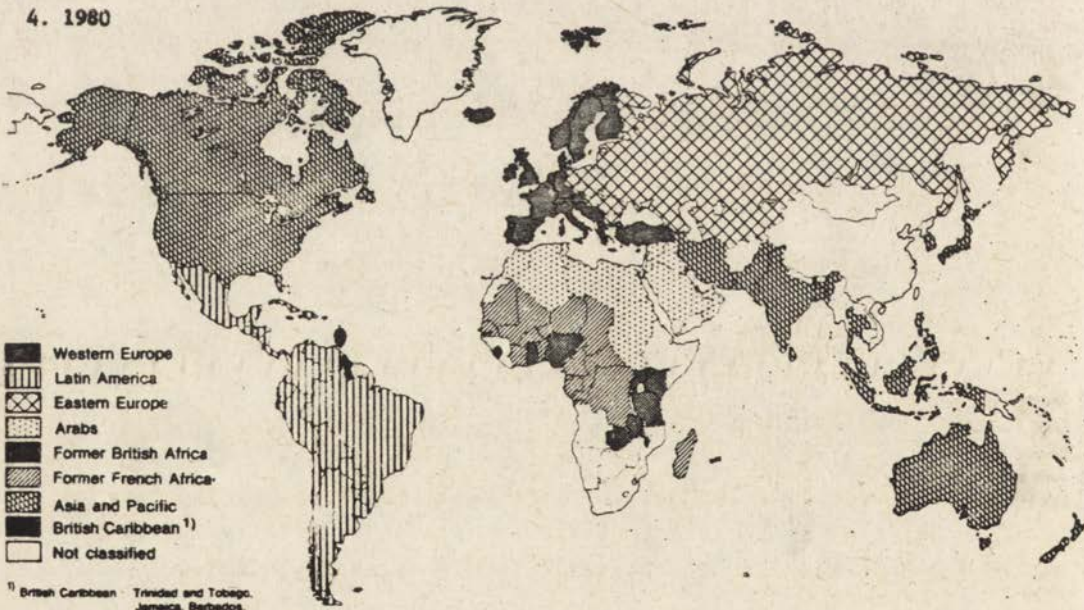 4. 1980
Western Europe
Latin America
Eastern Europe
Arabs
Former British Africa
Former French Africa
Asia and Pacific
British Caribbean 1)
Not classified
1) British Caribbean Trinidad and Tobago,
Jamaica, Barbados,